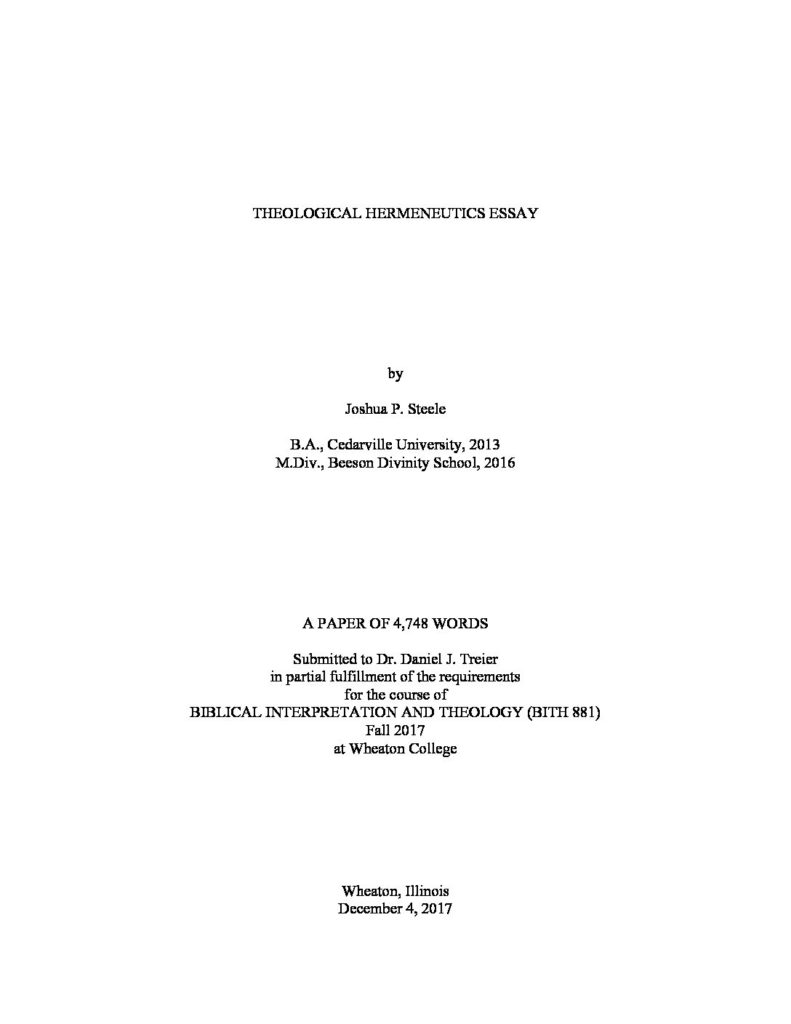 THEOLOGICAL HERMENEUTICS ESSAY
by
Joshua P. Steele
B.A., Cedarville University, 2013
M.Div., Beeson Divinity School, 2016
A PAPER OF 4,748 WORDS
Submitted to Dr. Daniel J. Treier
in partial fulfillment of the requirements
for the course of
BIBLICAL INTERPRETATION AND THEOLOGY (BITH 881)
Fall 2017
at Wheaton College
Wheaton, Illinois
December 4, 2017